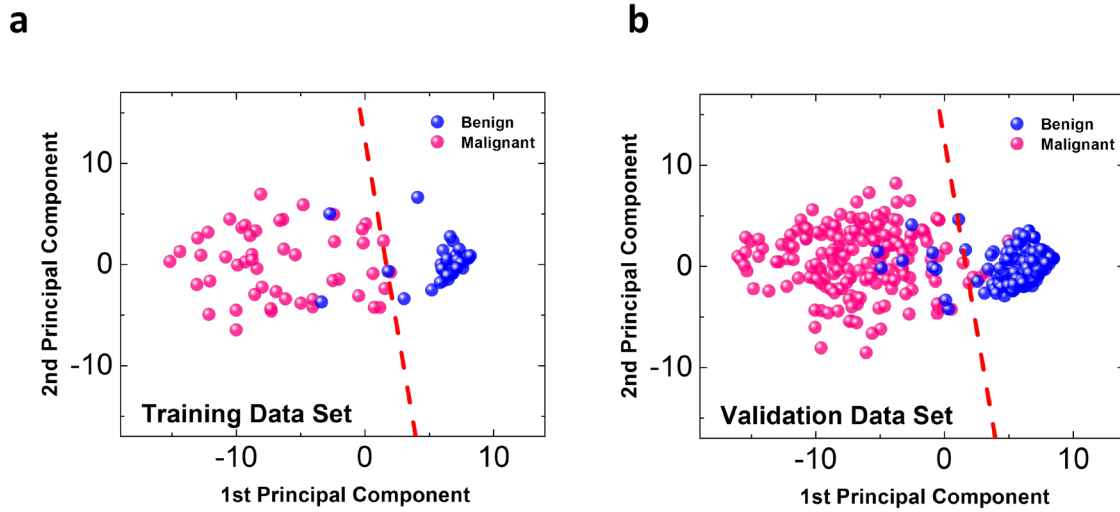 a
b
10
0
-10
2nd Principal Component
Benign
Malignant
Training Data Set
-10
0
10
1st Principal Component
10
0
-10
2nd Principal Component
Benign
Malignant
Validation Data Set
-10
0
10
1st Principal Component